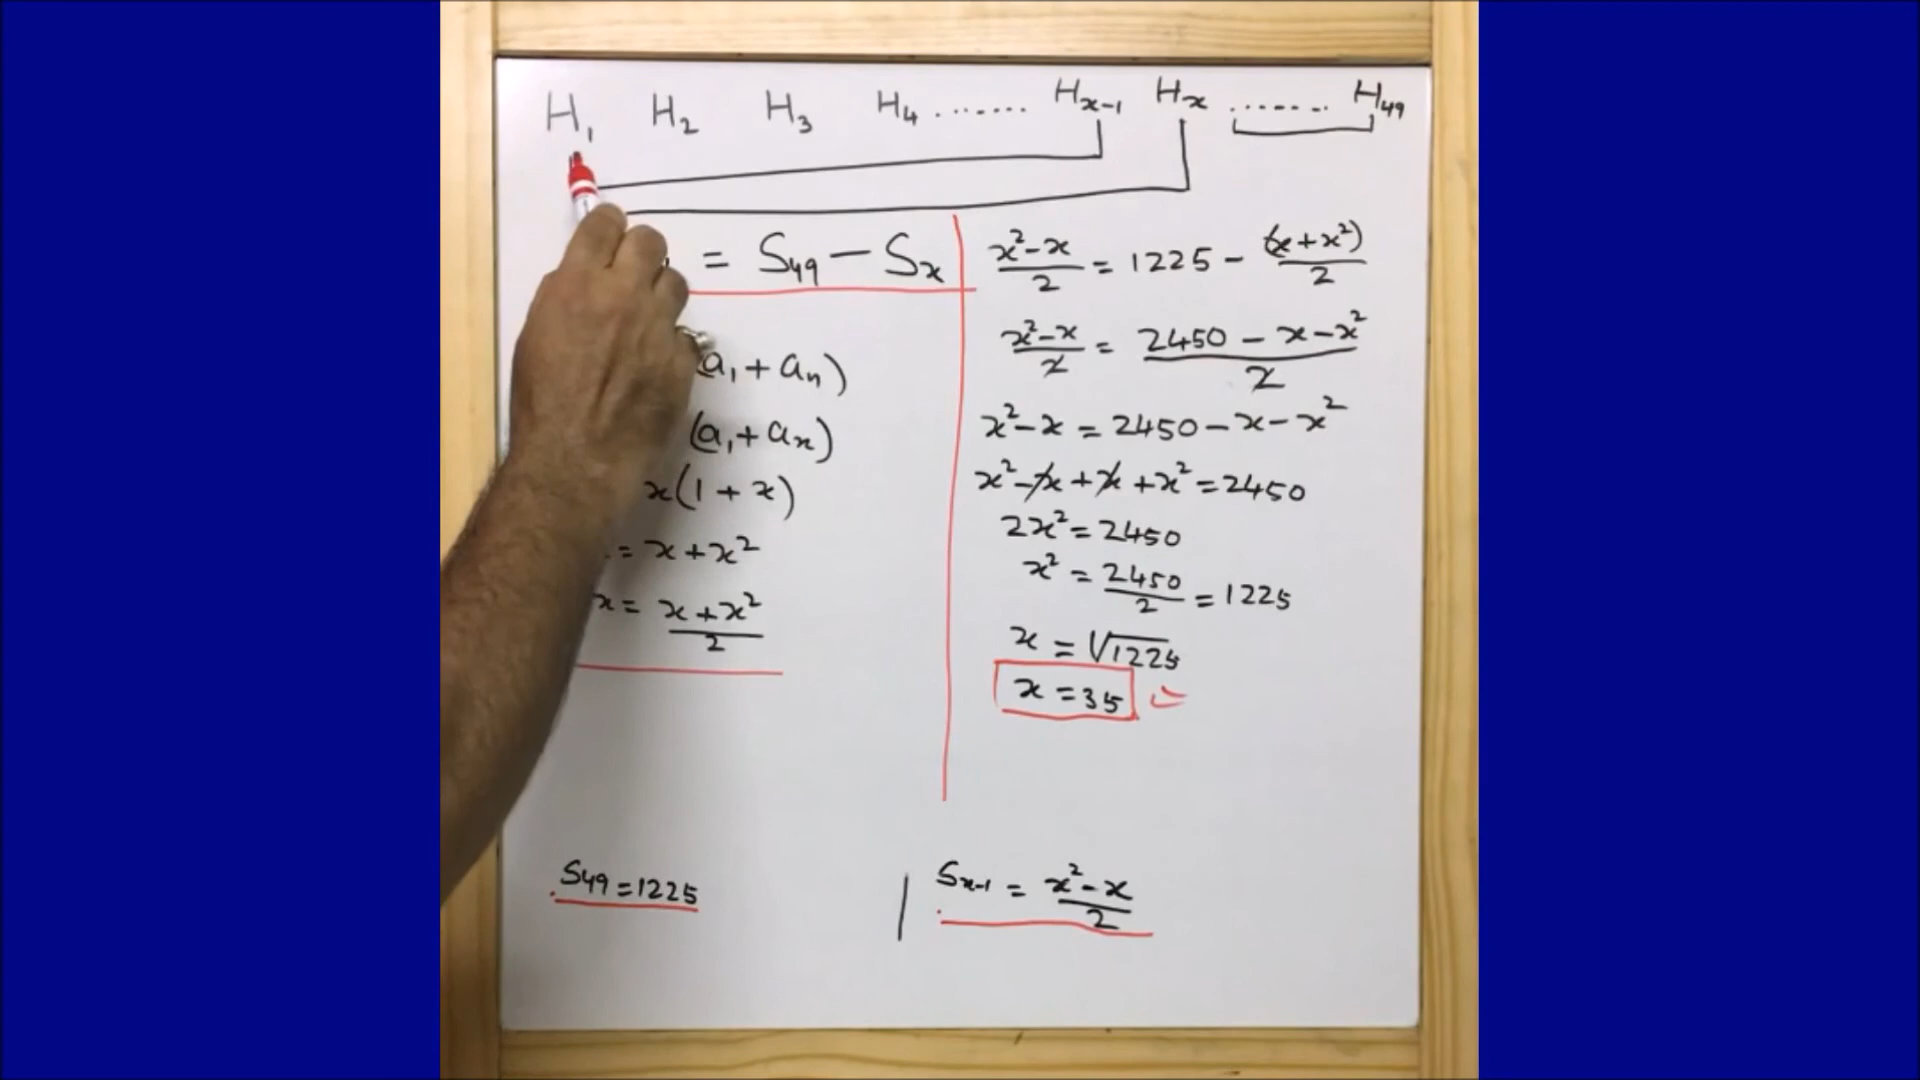 H₁ H₂ H₃ H₄ ....... Hₓ₋₁ Hₓ ....... H₄₉
= S₄₉ − Sₓ
(a₁ + aₙ)
(a₁ + aₓ)
x(1 + x)
= x + x²
x = (x + x²)/2
(x² − x)/2 = 1225 − (x + x²)/2
(x² − x)/2 = (2450 − x − x²)/2
x² − x = 2450 − x − x²
x² − x + x + x² = 2450
2x² = 2450
x² = 2450/2 = 1225
x = √1225
x = 35
S₄₉ = 1225
Sₓ₋₁ = (x² − x)/2